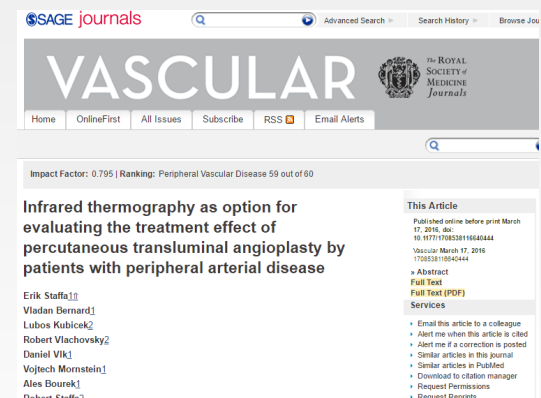 SAGE journals
Advanced Search
Search History
Browse Jou
VASCULAR
The ROYAL
SOCIETY of
MEDICINE
Journals
Home
OnlineFirst
All Issues
Subscribe
RSS
Email Alerts
Impact Factor: 0.795 | Ranking: Peripheral Vascular Disease 59 out of 60
Infrared thermography as option for
evaluating the treatment effect of
percutaneous transluminal angioplasty by
patients with peripheral arterial disease
Erik Staffa1⇑
Vladan Bernard1
Lubos Kubicek2
Robert Vlachovsky2
Daniel Vlk1
Vojtech Mornstein1
Ales Bourek1
Robert Staffa2
This Article
Published online before print March
17, 2016, doi:
10.1177/1708538116640444
Vascular March 17, 2016
1708538116640444
» Abstract
Full Text
Full Text (PDF)
Services
Email this article to a colleague
Alert me when this article is cited
Alert me if a correction is posted
Similar articles in this journal
Similar articles in PubMed
Download to citation manager
Request Permissions
Request Reprints